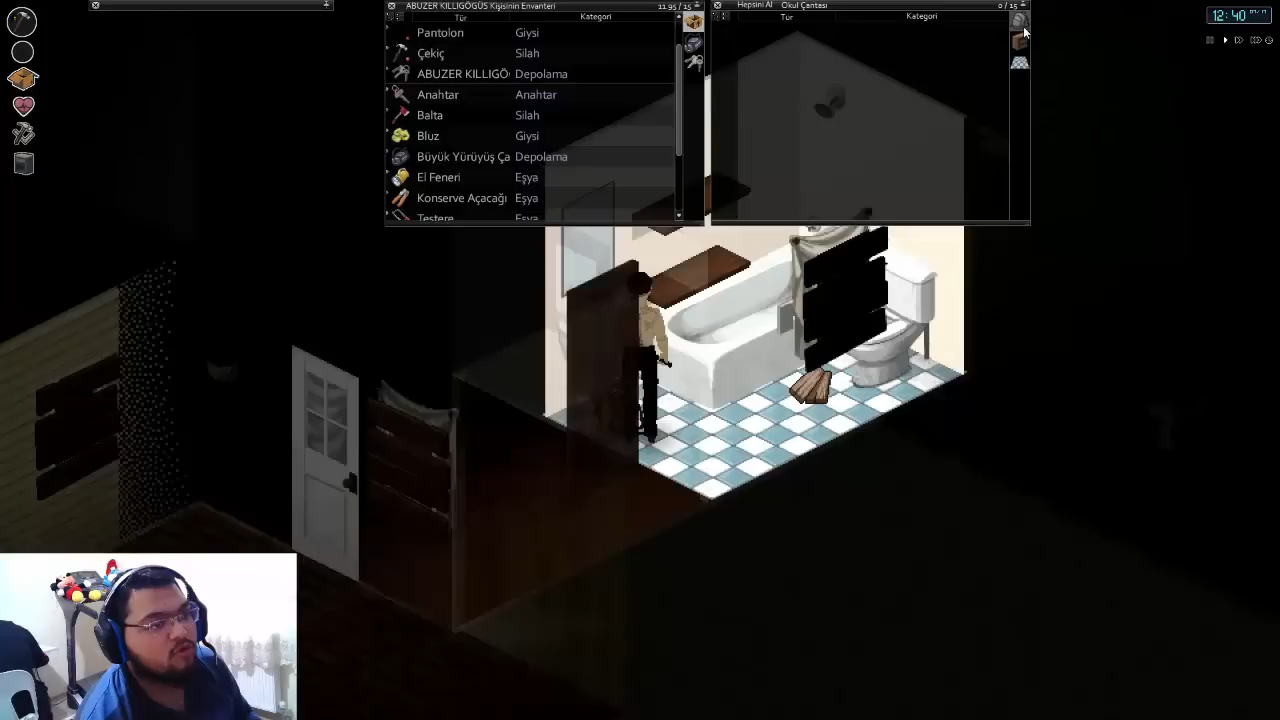 ABUZER KILLIGÖGÜS Kişisinin Envanteri 11.95 / 15
Tür Kategori
Pantolon Giysi
Çekiç Silah
ABUZER KILLIGÖ Depolama
Anahtar Anahtar
Balta Silah
Bluz Giysi
Büyük Yürüyüş Ça Depolama
El Feneri Eşya
Konserve Açacağı Eşya
Testere Eşya
Hepsini Al Okul Çantası 0 / 15
Tür Kategori
12:40